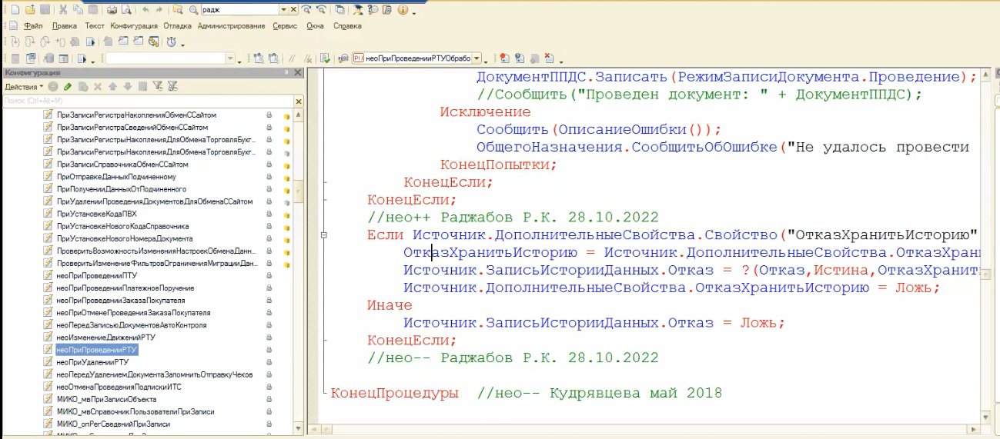 радж
Файл Правка Текст Конфигурация Отладка Администрирование Сервис Окна Справка
неоПриПроведенииРТУОбрабо
Конфигурация
Действия
Поиск (Ctrl+Alt+M)
ПриЗаписиРегистраНакопленияОбменССайтом
ПриЗаписиРегистраСведенийОбменССайтом
ПриЗаписиРегистрыНакопленияДляОбменаТорговляБухг...
ПриЗаписиРегистрыНакопленияДляОбменаТорговляБухг...
ПриЗаписиСправочникаОбменССайтом
ПриОтправкеДанныхПодчиненному
ПриПолученииДанныхОтПодчиненного
ПриУдаленииПроведенияДокументовДляОбменаССайтом
ПриУстановкеКодаПВХ
ПриУстановкеНовогоКодаСправочника
ПриУстановкеНовогоНомераДокумента
ПроверитьВозможностьИзмененияНастроекОбменаДанн...
ПроверитьИзменениеФильтровОграниченияМиграцииДан...
неоПриПроведенииПТУ
неоПриПроведенииПлатежноеПоручение
неоПриПроведенииЗаказаПокупателя
неоПриОтменеПроведенияЗаказаПокупателя
неоПередЗаписьюДокументовАвтоКонтроля
неоИзменениеДвиженийРТУ
неоПриПроведенииРТУ
неоПриУдаленииРТУ
неоПередУдалениемДокументаЗапомнитьОтправкуЧеков
неоОтменаПроведенияПодпискиИТС
МИКО_мвПриЗаписиОбъекта
МИКО_мвСправочникПользователиПриЗаписи
МИКО_опРегСведенийПриЗаписи
ДокументППДС.Записать(РежимЗаписиДокумента.Проведение);
//Сообщить("Проведен документ: " + ДокументППДС);
Исключение
Сообщить(ОписаниеОшибки());
ОбщегоНазначения.СообщитьОбОшибке("Не удалось провести
КонецПопытки;
КонецЕсли;
КонецЕсли;
//нео++ Раджабов Р.К. 28.10.2022
Если Источник.ДополнительныеСвойства.Свойство("ОтказХранитьИсторию"
ОтказХранитьИсторию = Источник.ДополнительныеСвойства.ОтказХран
Источник.ЗаписьИсторииДанных.Отказ = ?(Отказ,Истина,ОтказХранит
Источник.ДополнительныеСвойства.ОтказХранитьИсторию = Ложь;
Иначе
Источник.ЗаписьИсторииДанных.Отказ = Ложь;
КонецЕсли;
//нео-- Раджабов Р.К. 28.10.2022
КонецПроцедуры //нео-- Кудрявцева май 2018